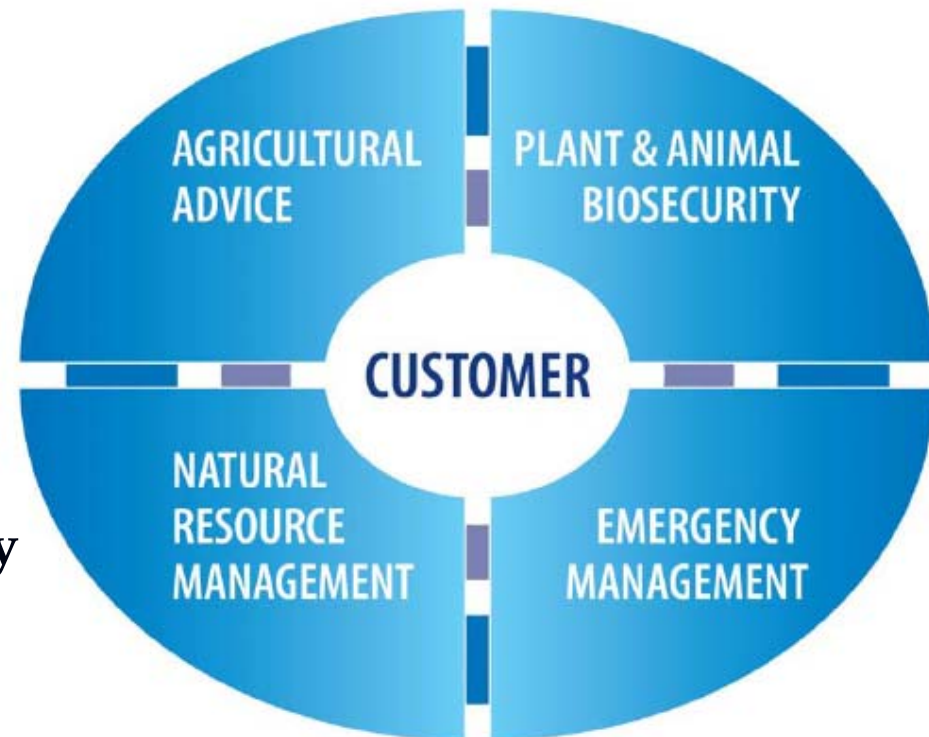 AGRICULTURAL
ADVICE
PLANT & ANIMAL
BIOSECURITY
CUSTOMER
NATURAL
RESOURCE
MANAGEMENT
y
EMERGENCY
MANAGEMENT